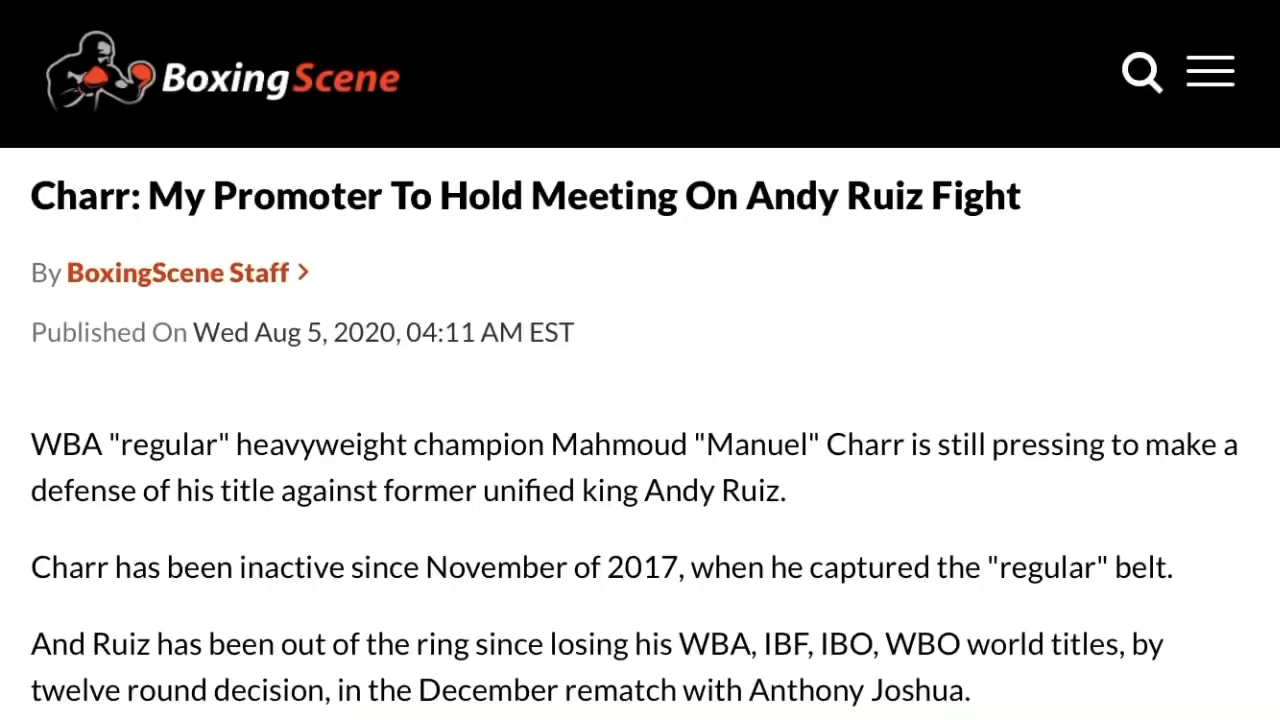 BoxingScene
Charr: My Promoter To Hold Meeting On Andy Ruiz Fight
By BoxingScene Staff >
Published On Wed Aug 5, 2020, 04:11 AM EST
WBA "regular" heavyweight champion Mahmoud "Manuel" Charr is still pressing to make a
defense of his title against former unified king Andy Ruiz.
Charr has been inactive since November of 2017, when he captured the "regular" belt.
And Ruiz has been out of the ring since losing his WBA, IBF, IBO, WBO world titles, by
twelve round decision, in the December rematch with Anthony Joshua.